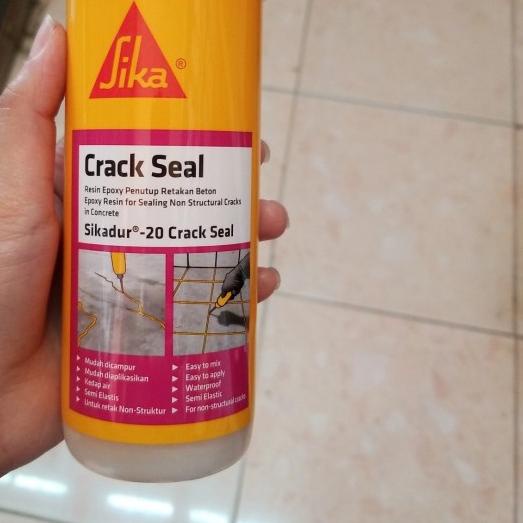 Sika®
Crack Seal
Resin Epoxy Penutup Retakan Beton
Epoxy Resin for Sealing Non Structural Cracks
in Concrete
Sikadur®-20 Crack Seal
Mudah dicampur
Mudah diaplikasikan
Kedap air
Semi Elastis
Untuk retak Non-Struktur
Easy to mix
Easy to apply
Waterproof
Semi Elastic
For non-structural cracks